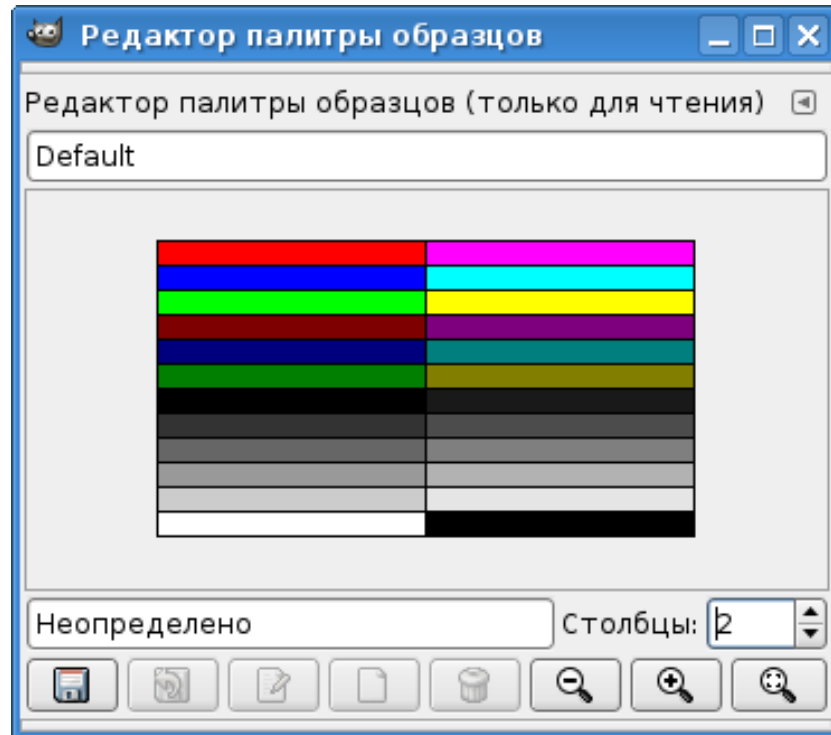 Редактор палитры образцов
Редактор палитры образцов (только для чтения)
Default
Неопределено
Столбцы: 2